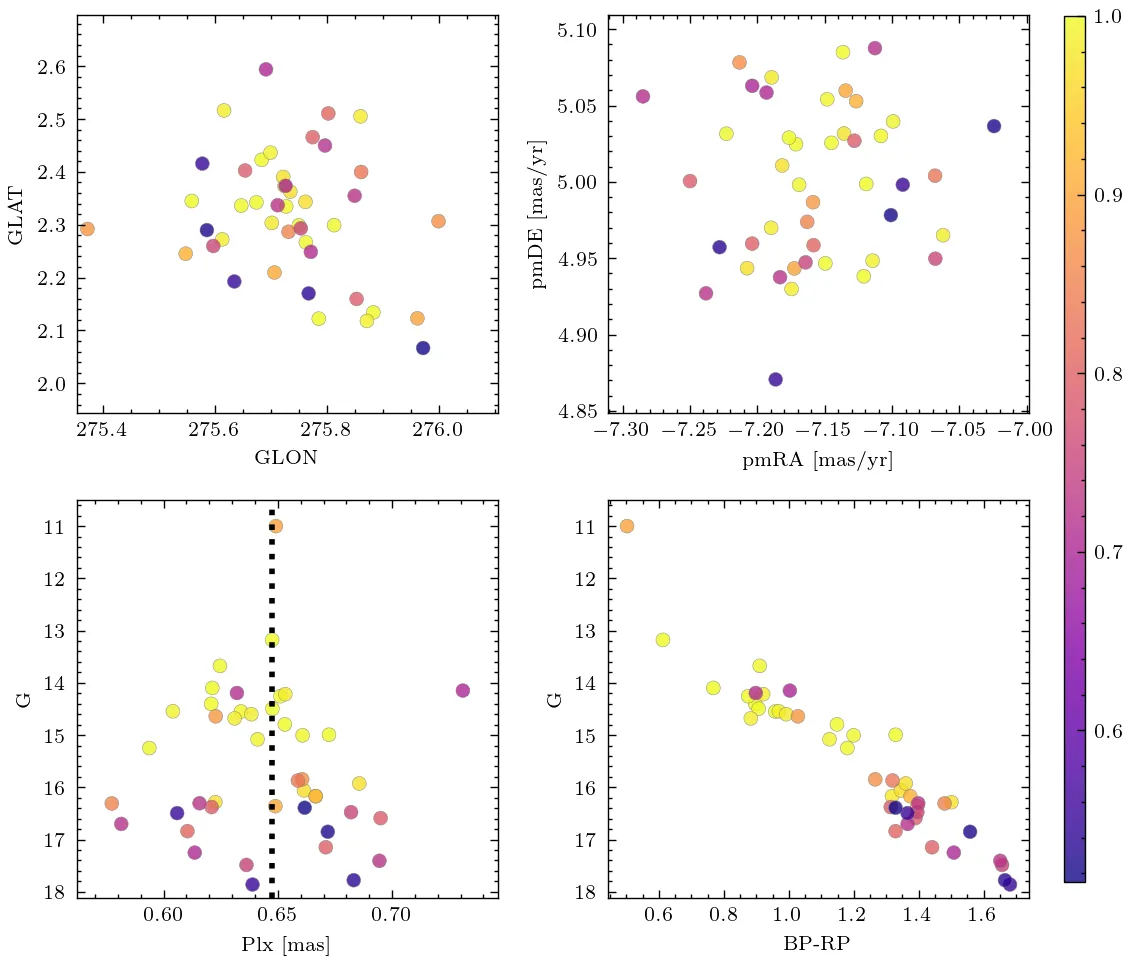 2.6
2.5
2.4
2.3
2.2
2.1
2.0
GLAT
275.4 275.6 275.8 276.0
GLON
5.10
5.05
5.00
4.95
4.90
4.85
pmDE [mas/yr]
−7.30 −7.25 −7.20 −7.15 −7.10 −7.05 −7.00
pmRA [mas/yr]
1.0
0.9
0.8
0.7
0.6
11
12
13
14
15
16
17
18
G
0.60 0.65 0.70
Plx [mas]
11
12
13
14
15
16
17
18
G
0.6 0.8 1.0 1.2 1.4 1.6
BP-RP